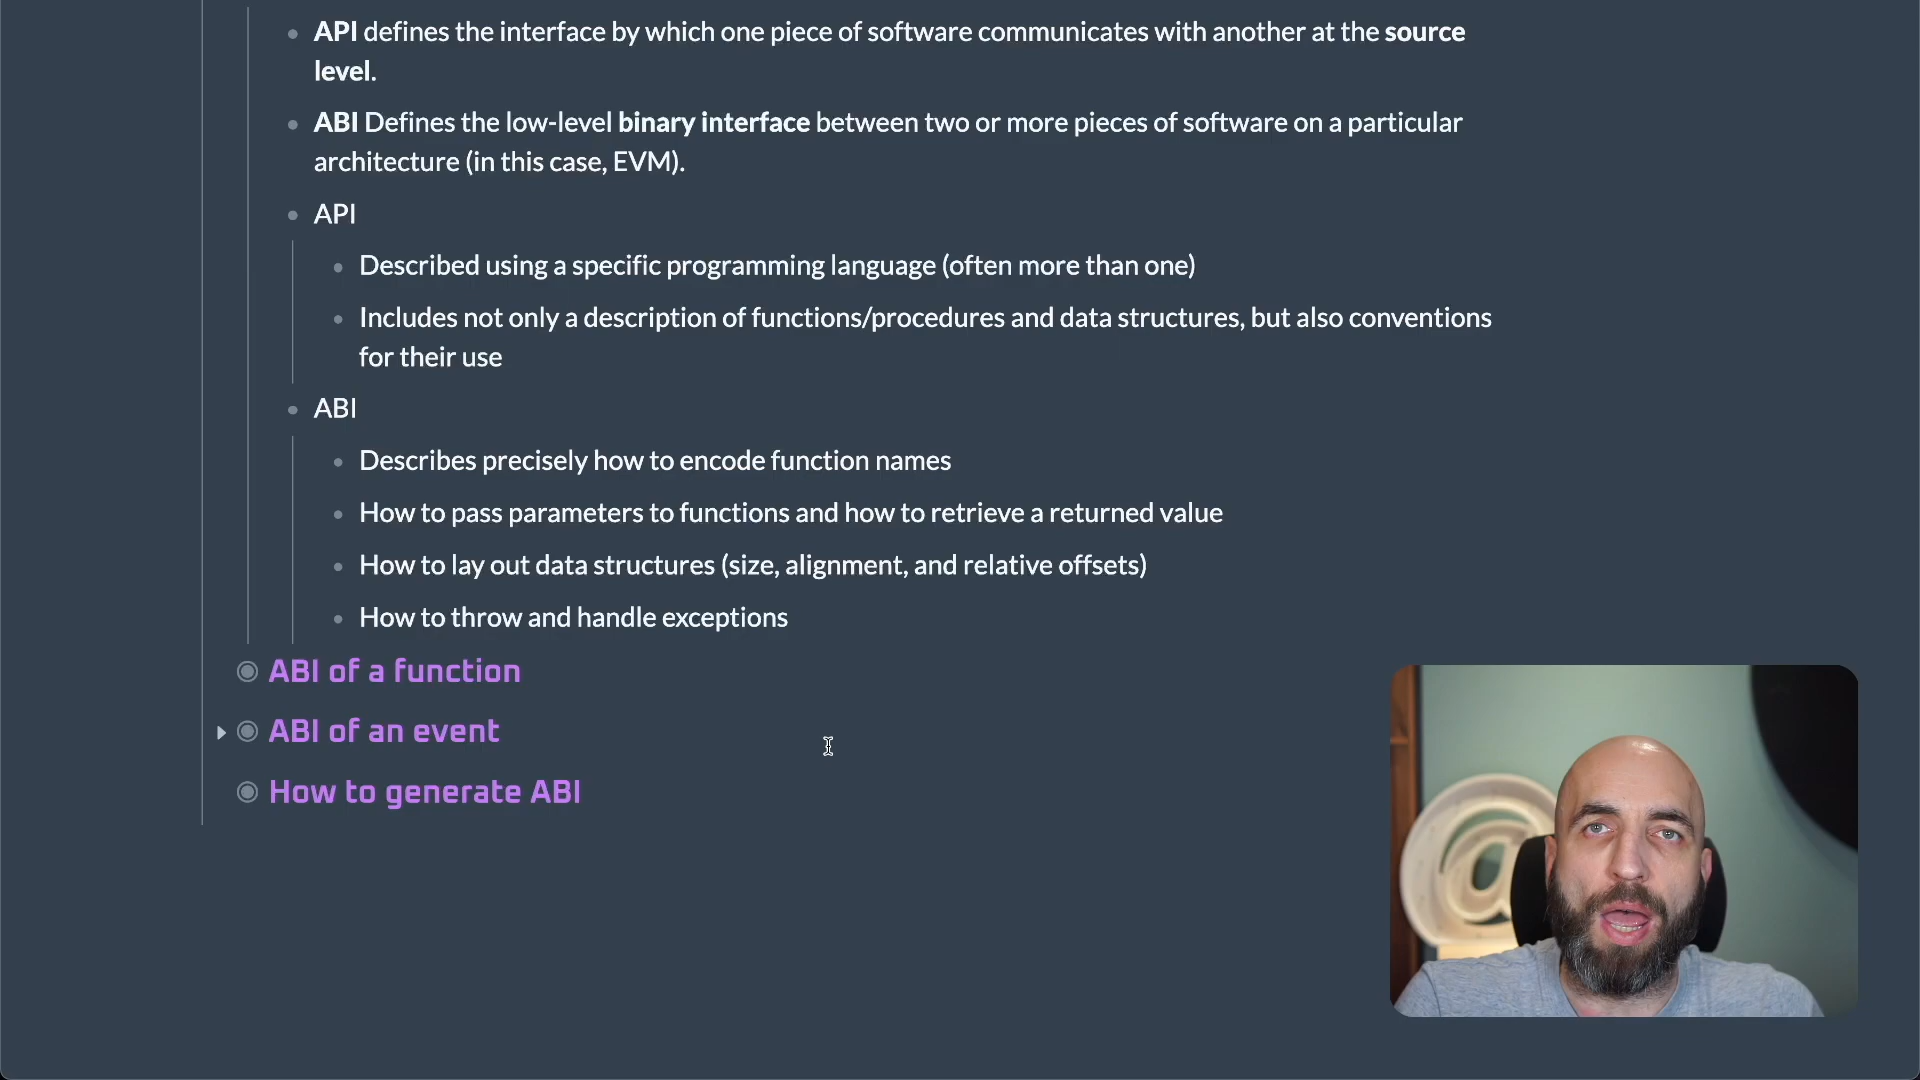 API defines the interface by which one piece of software communicates with another at the source
level.
ABI Defines the low-level binary interface between two or more pieces of software on a particular
architecture (in this case, EVM).
API
Described using a specific programming language (often more than one)
Includes not only a description of functions/procedures and data structures, but also conventions
for their use
ABI
Describes precisely how to encode function names
How to pass parameters to functions and how to retrieve a returned value
How to lay out data structures (size, alignment, and relative offsets)
How to throw and handle exceptions
ABI of a function
ABI of an event
How to generate ABI
@